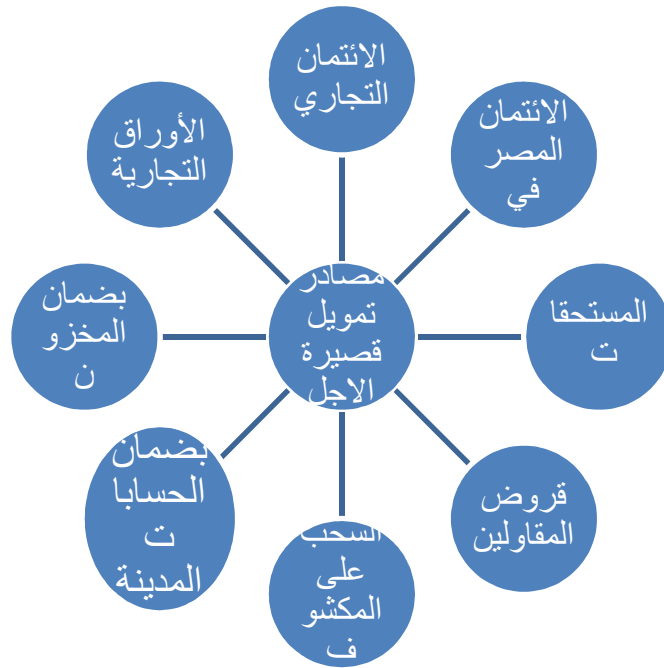 الائتمان
التجاري
الائتمان
المصر
في
المستحقا
ت
قروض
المقاولين
السحب
على
المكشو
ف
بضمان
الحسابا
ت
المدينة
بضمان
المخزو
ن
الأوراق
التجارية
مصادر
تمويل
قصيرة
الاجل